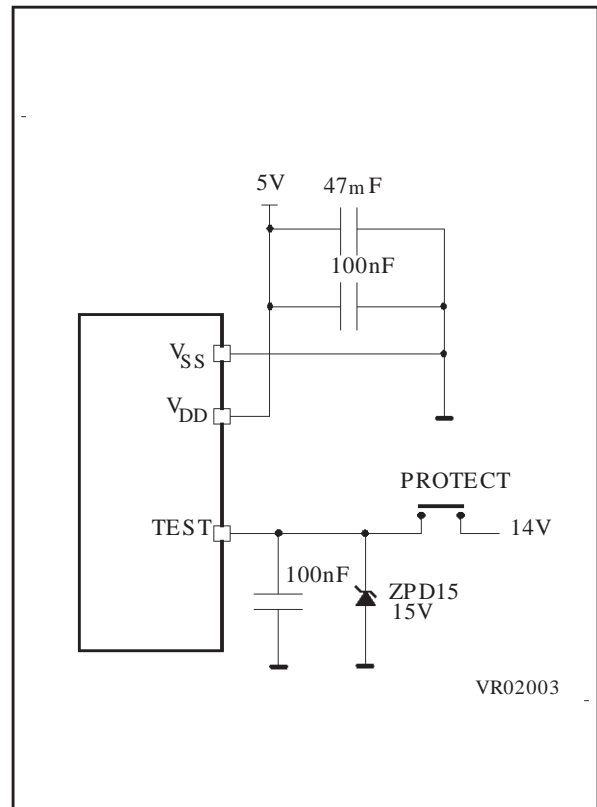 5V 47mF
100nF
VSS
VDD
PROTECT
TEST 14V
100nF ZPD15
15V
VR02003